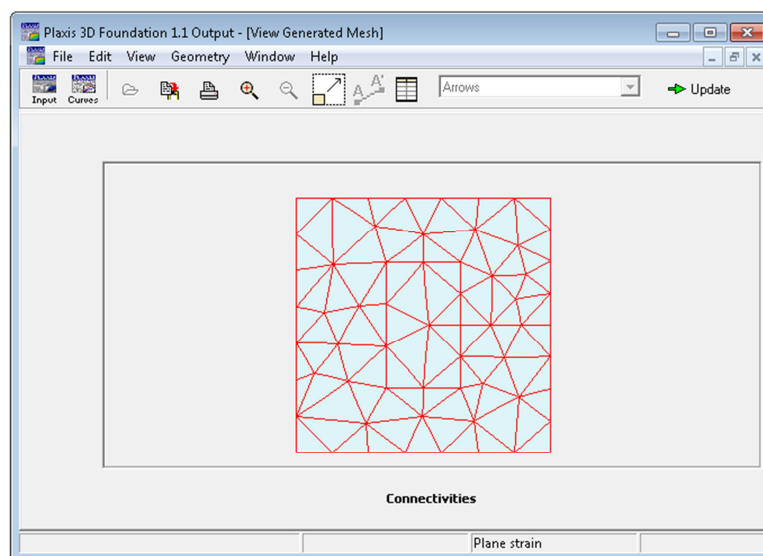 Plaxis 3D Foundation 1.1 Output - [View Generated Mesh]
File Edit View Geometry Window Help
Input Curves A A' Arrows Update
Connectivities
Plane strain